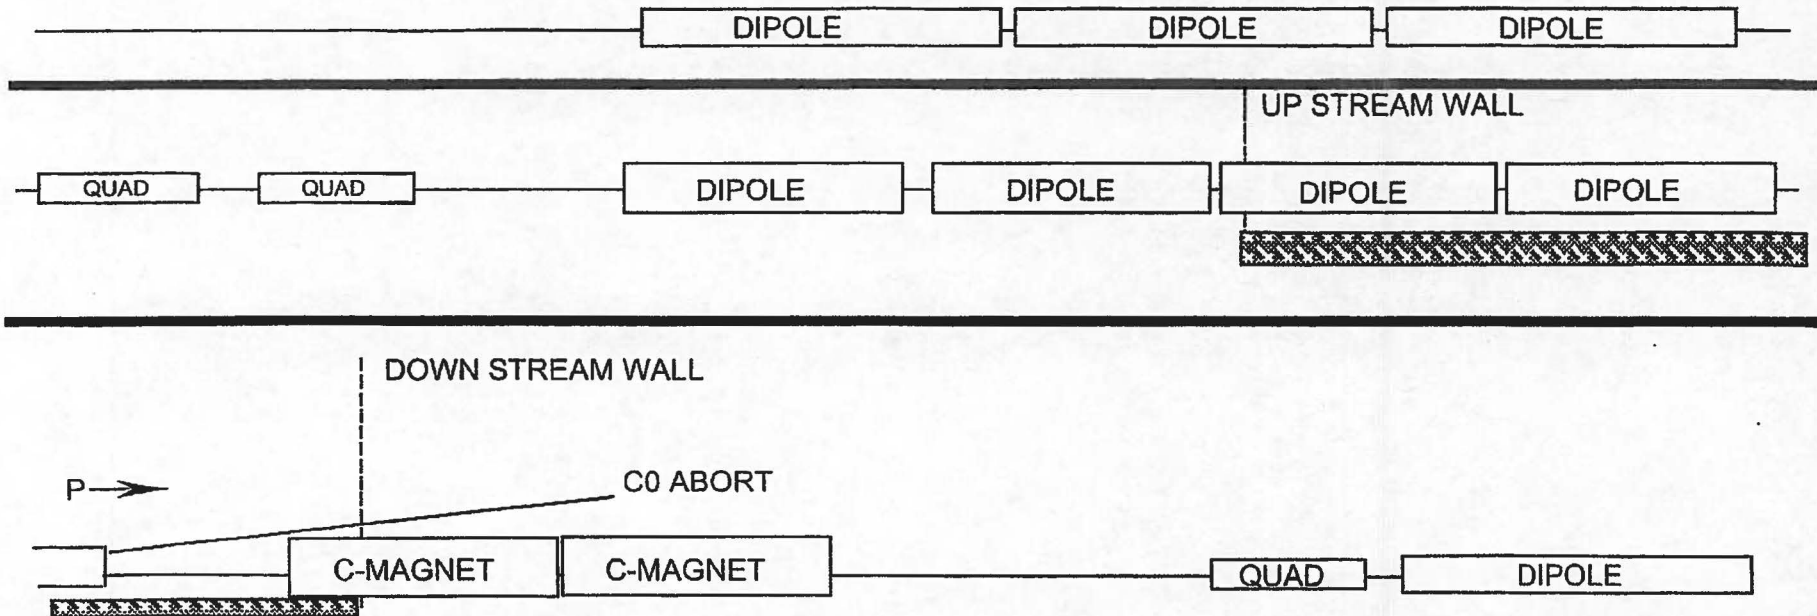 DIPOLE DIPOLE DIPOLE
UP STREAM WALL
QUAD QUAD DIPOLE DIPOLE DIPOLE DIPOLE
DOWN STREAM WALL
P C0 ABORT
C-MAGNET C-MAGNET QUAD DIPOLE